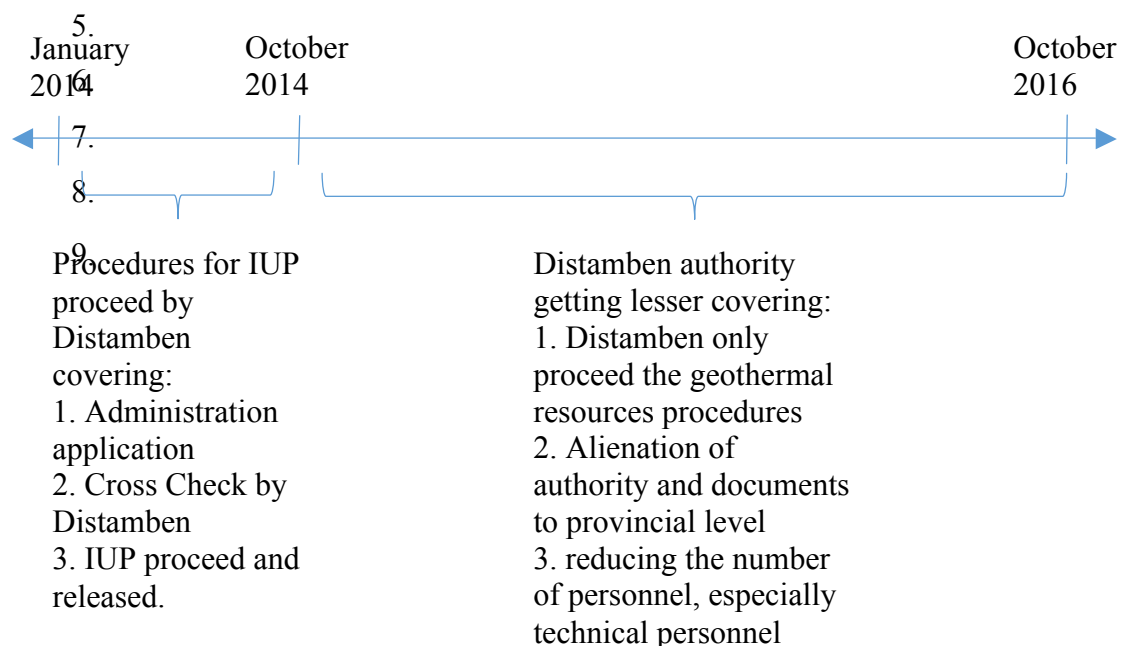 5.
January
2014
6.
October
2014
October
2016
7.
8.
9.
Procedures for IUP
proceed by
Distamben
covering:
1. Administration
application
2. Cross Check by
Distamben
3. IUP proceed and
released.
Distamben authority
getting lesser covering:
1. Distamben only
proceed the geothermal
resources procedures
2. Alienation of
authority and documents
to provincial level
3. reducing the number
of personnel, especially
technical personnel